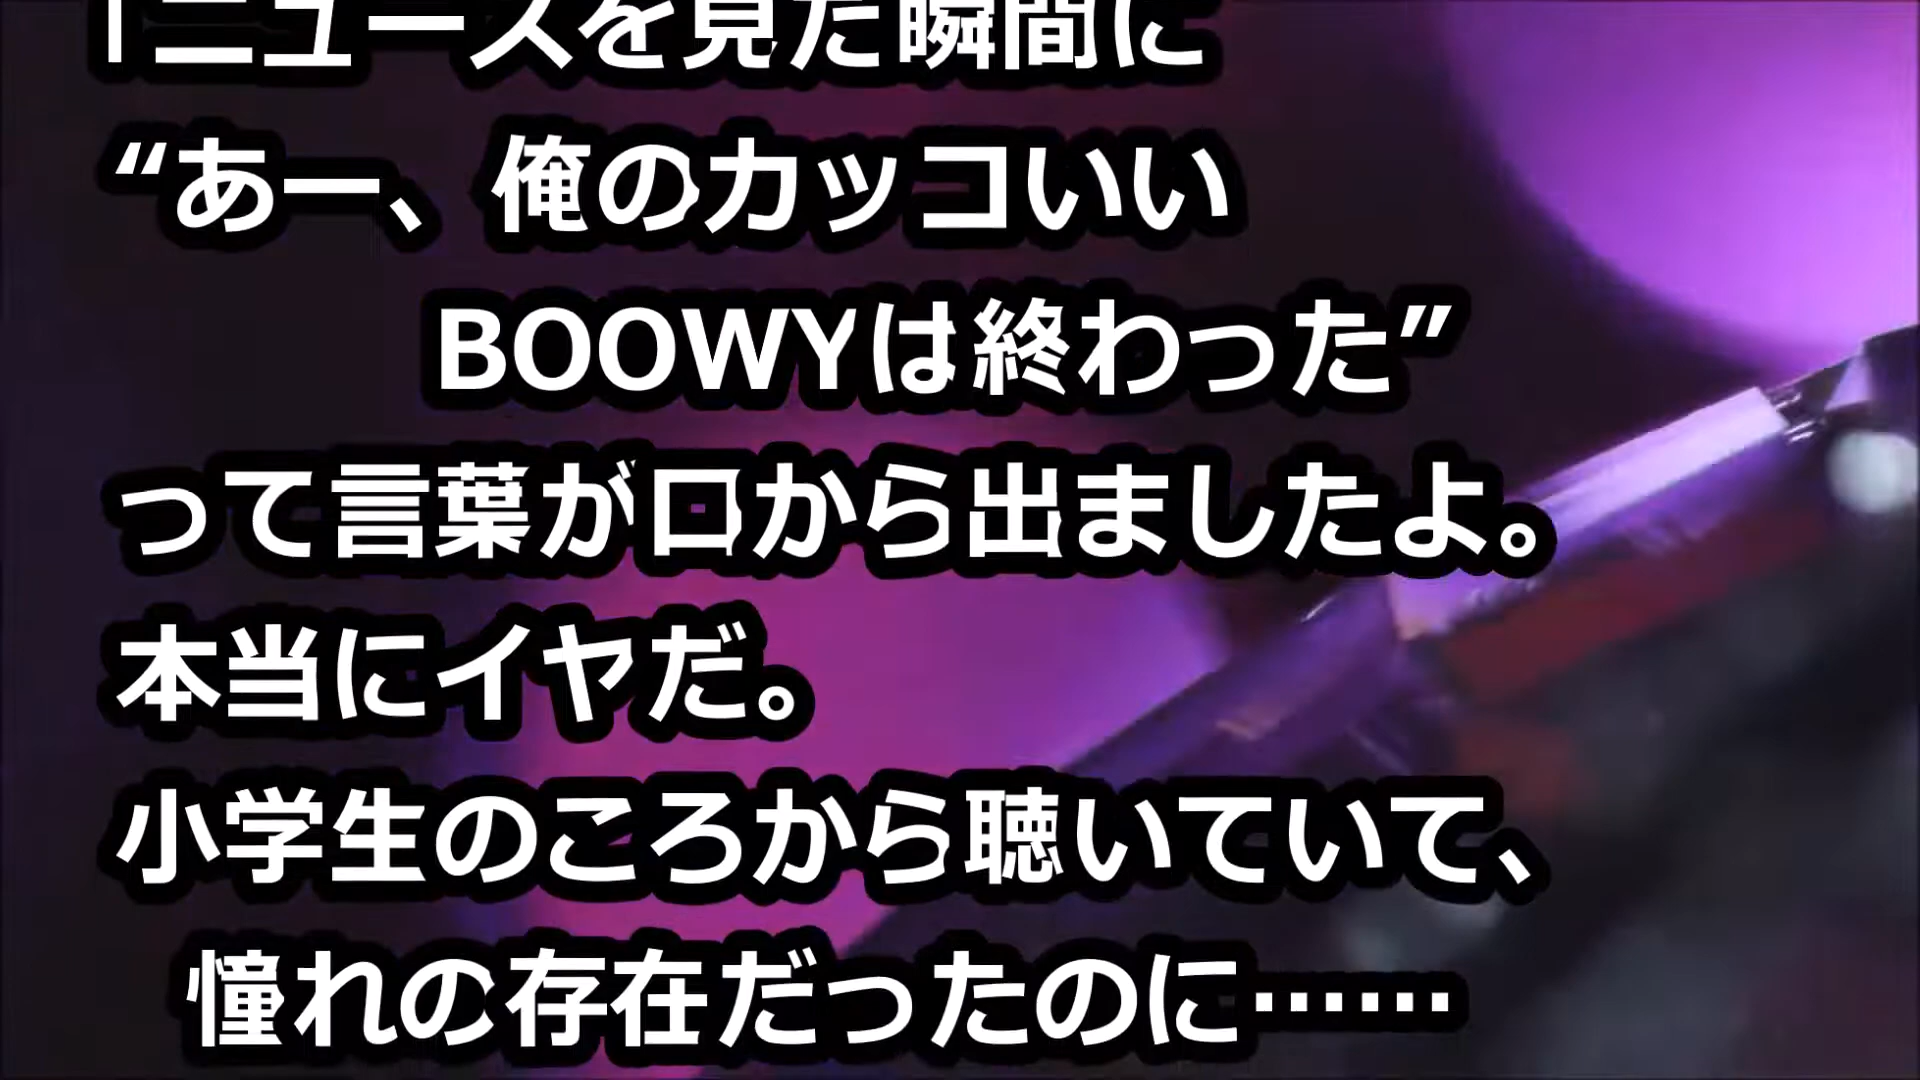 「ニュースを見た瞬間に
“あー、俺のカッコいい
BOOWYは終わった”
って言葉が口から出ましたよ。
本当にイヤだ。
小学生のころから聴いていて、
憧れの存在だったのに……